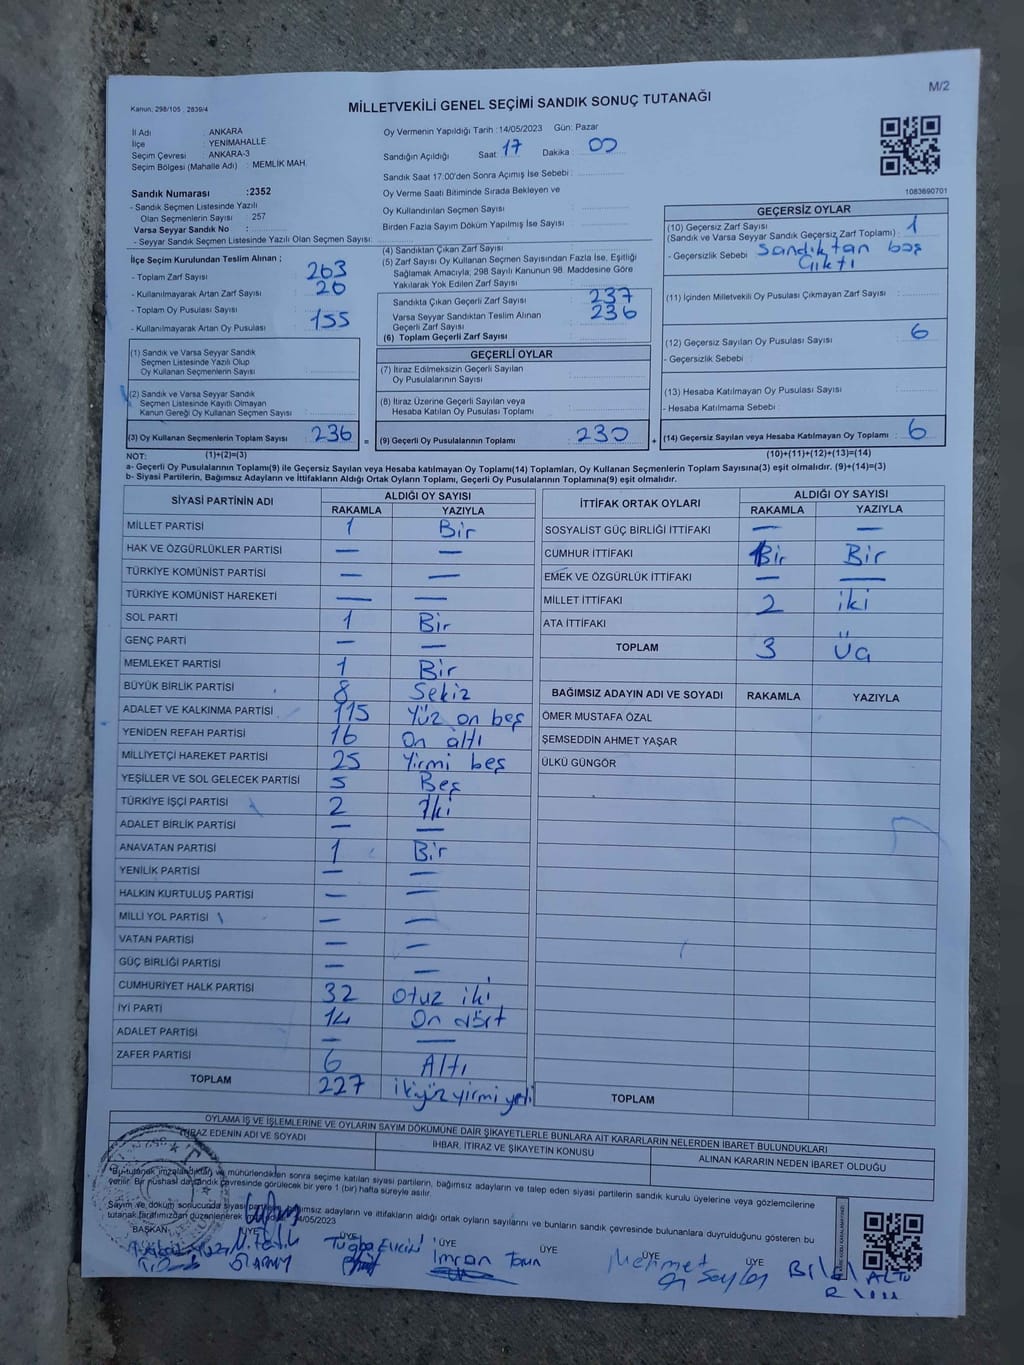 M/2
Kanun: 298/105 , 2839/4
MİLLETVEKİLİ GENEL SEÇİMİ SANDIK SONUÇ TUTANAĞI
İl Adı : ANKARA
İlçe : YENİMAHALLE
Seçim Çevresi : ANKARA-3
Seçim Bölgesi (Mahalle Adı) : MEMLİK MAH.
Sandık Numarası :2352
- Sandık Seçmen Listesinde Yazılı
Olan Seçmenlerin Sayısı : 257
Varsa Seyyar Sandık No :
- Seyyar Sandık Seçmen Listesinde Yazılı Olan Seçmen Sayısı:
Oy Vermenin Yapıldığı Tarih :14/05/2023 Gün: Pazar
Sandığın Açıldığı Saat : 17 Dakika : 00
Sandık Saat 17:00'den Sonra Açımış İse Sebebi :
Oy Verme Saati Bitiminde Sırada Bekleyen ve
Oy Kullandırılan Seçmen Sayısı :
Birden Fazla Sayım Döküm Yapılmış İse Sayısı :
1083690701
İlçe Seçim Kurulundan Teslim Alınan ;
- Toplam Zarf Sayısı : 263
- Kullanılmayarak Artan Zarf Sayısı : 26
- Toplam Oy Pusulası Sayısı :
- Kullanılmayarak Artan Oy Pusulası : 155
(1) Sandık ve Varsa Seyyar Sandık
Seçmen Listesinde Yazılı Olup
Oy Kullanan Seçmenlerin Sayısı :
(2) Sandık ve Varsa Seyyar Sandık
Seçmen Listesinde Kayıtlı Olmayan
Kanun Gereği Oy Kullanan Seçmen Sayısı :
(3) Oy Kullanan Seçmenlerin Toplam Sayısı : 236 =
(4) Sandıktan Çıkan Zarf Sayısı :
(5) Zarf Sayısı Oy Kullanan Seçmen Sayısından Fazla İse, Eşitliği
Sağlamak Amacıyla; 298 Sayılı Kanunun 98. Maddesine Göre
Yakılarak Yok Edilen Zarf Sayısı :
Sandıkta Çıkan Geçerli Zarf Sayısı : 237
Varsa Seyyar Sandıktan Teslim Alınan : 236
Geçerli Zarf Sayısı
(6) Toplam Geçerli Zarf Sayısı :
GEÇERLİ OYLAR
(7) İtiraz Edilmeksizin Geçerli Sayılan
Oy Pusulalarının Sayısı :
(8) İtiraz Üzerine Geçerli Sayılan veya
Hesaba Katılan Oy Pusulası Toplamı :
(9) Geçerli Oy Pusulalarının Toplamı : 230 +
GEÇERSİZ OYLAR
(10) Geçersiz Zarf Sayısı
(Sandık ve Varsa Seyyar Sandık Geçersiz Zarf Toplamı) : 1
- Geçersizlik Sebebi : Sandıktan boş
Çıktı
(11) İçinden Milletvekili Oy Pusulası Çıkmayan Zarf Sayısı :
(12) Geçersiz Sayılan Oy Pusulası Sayısı : 6
- Geçersizlik Sebebi :
(13) Hesaba Katılmayan Oy Pusulası Sayısı :
- Hesaba Katılmama Sebebi :
(14) Geçersiz Sayılan veya Hesaba Katılmayan Oy Toplamı : 6
NOT: (1)+(2)=(3) (10)+(11)+(12)+(13)=(14)
a- Geçerli Oy Pusulalarının Toplamı(9) ile Geçersiz Sayılan veya Hesaba katılmayan Oy Toplamı(14) Toplamları, Oy Kullanan Seçmenlerin Toplam Sayısına(3) eşit olmalıdır. (9)+(14)=(3)
b- Siyasi Partilerin, Bağımsız Adayların ve İttifakların Aldığı Ortak Oyların Toplamı, Geçerli Oy Pusulalarının Toplamına(9) eşit olmalıdır.
SİYASİ PARTİNİN ADI ALDIĞI OY SAYISI
RAKAMLA YAZIYLA
MİLLET PARTİSİ 1 Bir
HAK VE ÖZGÜRLÜKLER PARTİSİ — —
TÜRKİYE KOMÜNİST PARTİSİ — —
TÜRKİYE KOMÜNİST HAREKETİ — —
SOL PARTİ 1 Bir
GENÇ PARTİ — —
MEMLEKET PARTİSİ 1 Bir
BÜYÜK BİRLİK PARTİSİ 8 Sekiz
ADALET VE KALKINMA PARTİSİ 115 Yüz on beş
YENİDEN REFAH PARTİSİ 16 On altı
MİLLİYETÇİ HAREKET PARTİSİ 25 Yirmi beş
YEŞİLLER VE SOL GELECEK PARTİSİ 5 Beş
TÜRKİYE İŞÇİ PARTİSİ 2 İki
ADALET BİRLİK PARTİSİ — —
ANAVATAN PARTİSİ 1 Bir
YENİLİK PARTİSİ — —
HALKIN KURTULUŞ PARTİSİ — —
MİLLİ YOL PARTİSİ — —
VATAN PARTİSİ — —
GÜÇ BİRLİĞİ PARTİSİ — —
CUMHURİYET HALK PARTİSİ 32 Otuz iki
İYİ PARTİ 14 On dört
ADALET PARTİSİ — —
ZAFER PARTİSİ 6 Altı
TOPLAM 227 ikiyüz yirmi yedi
İTTİFAK ORTAK OYLARI ALDIĞI OY SAYISI
RAKAMLA YAZIYLA
SOSYALİST GÜÇ BİRLİĞİ İTTİFAKI — —
CUMHUR İTTİFAKI Bir Bir
EMEK VE ÖZGÜRLÜK İTTİFAKI — —
MİLLET İTTİFAKI 2 iki
ATA İTTİFAKI
TOPLAM 3 Üç
BAĞIMSIZ ADAYIN ADI VE SOYADI RAKAMLA YAZIYLA
ÖMER MUSTAFA ÖZAL
ŞEMSEDDİN AHMET YAŞAR
ÜLKÜ GÜNGÖR
TOPLAM
OYLAMA İŞ VE İŞLEMLERİNE VE OYLARIN SAYIM DÖKÜMÜNE DAİR ŞİKAYETLERLE BUNLARA AİT KARARLARIN NELERDEN İBARET BULUNDUKLARI
İTİRAZ EDENİN ADI VE SOYADI İHBAR, İTİRAZ VE ŞİKAYETİN KONUSU ALINAN KARARIN NEDEN İBARET OLDUĞU
"Bu tutanak imzalandıktan ve mühürlendikten sonra seçime katılan siyasi partilerin, bağımsız adayların ve talep eden siyasi partilerin sandık kurulu üyelerine veya gözlemcilerine
verilir. Bir nüshası da sandık çevresinde görülecek bir yere 1 (bir) hafta süreyle asılır.
Sayım ve döküm sonucunda siyasi bağımsız adayların ve ittifakların aldığı ortak oyların sayılarını ve bunların sandık çevresinde bulunanlara duyrulduğunu gösteren bu
tutanak tarafımızdan düzenlenerek /05/2023
BAŞKAN ÜYE ÜYE ÜYE ÜYE ÜYE ÜYE
Tuğba İmran Torun Mehmet Bilal